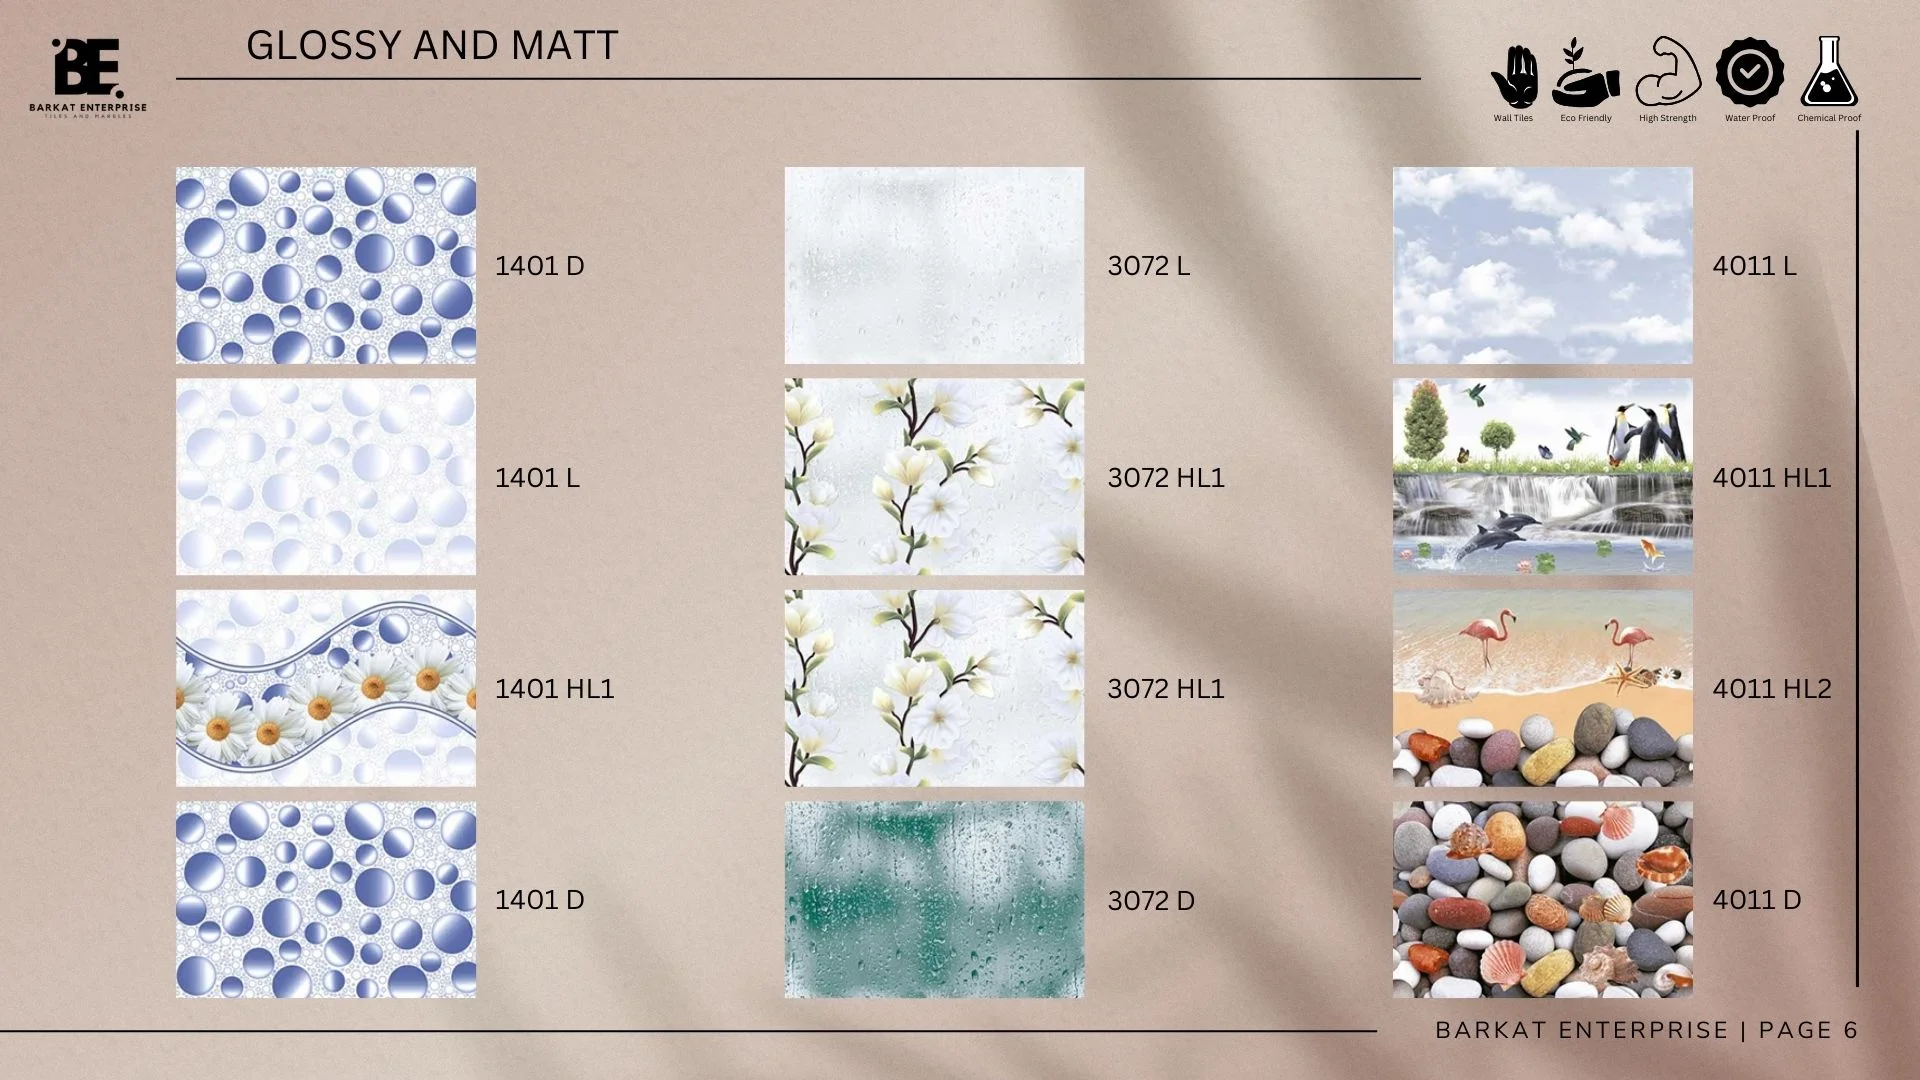 GLOSSY AND MATT
BE.
BARKAT ENTERPRISE
TILES AND MARBLES
Wall Tiles
Eco Friendly
High Strength
Water Proof
Chemical Proof
1401 D
3072 L
4011 L
1401 L
3072 HL1
4011 HL1
1401 HL1
3072 HL1
4011 HL2
1401 D
3072 D
4011 D
BARKAT ENTERPRISE | PAGE 6